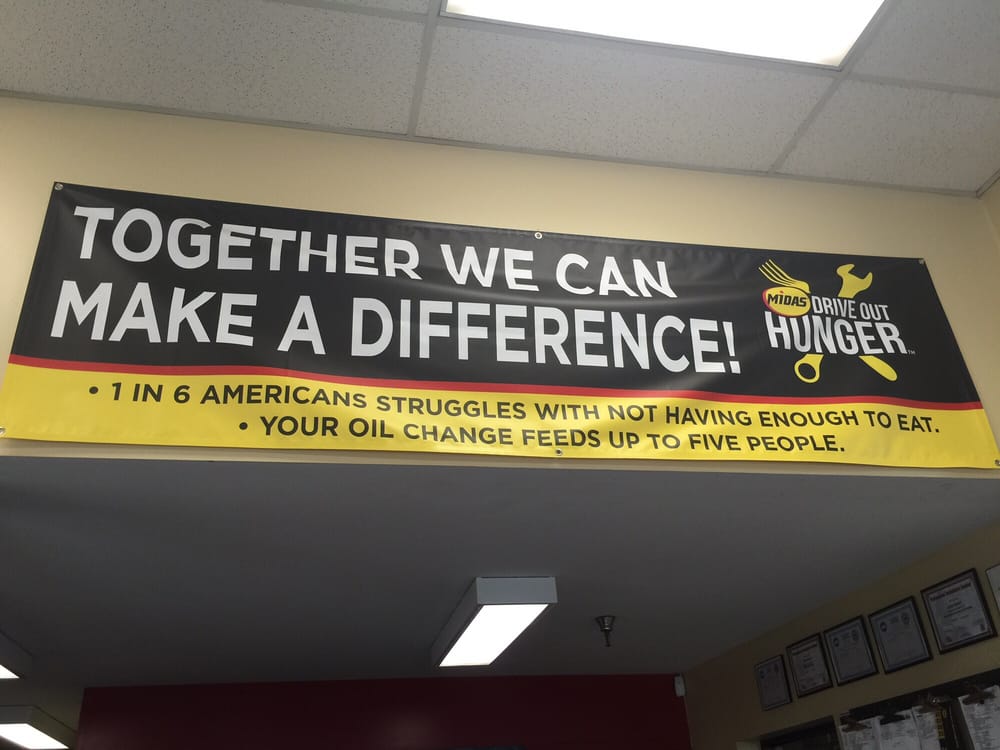 TOGETHER WE CAN
MAKE A DIFFERENCE!
MIDAS
DRIVE OUT
HUNGER™
• 1 IN 6 AMERICANS STRUGGLES WITH NOT HAVING ENOUGH TO EAT.
• YOUR OIL CHANGE FEEDS UP TO FIVE PEOPLE.